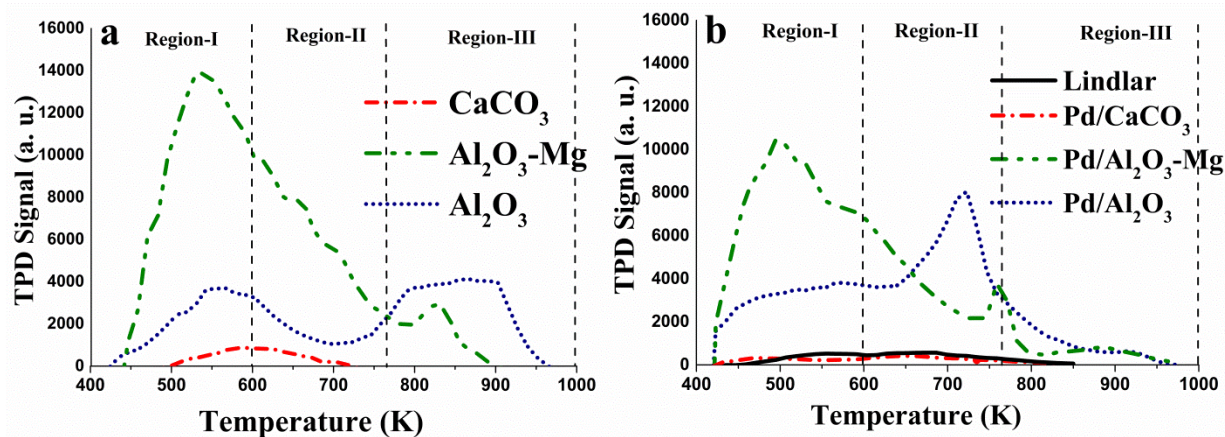 a
Region-I
Region-II
Region-III
CaCO₃
Al₂O₃-Mg
Al₂O₃
TPD Signal (a. u.)
16000
14000
12000
10000
8000
6000
4000
2000
0
400
500
600
700
800
900
1000
Temperature (K)
b
Region-I
Region-II
Region-III
Lindlar
Pd/CaCO₃
Pd/Al₂O₃-Mg
Pd/Al₂O₃
TPD Signal (a. u.)
16000
14000
12000
10000
8000
6000
4000
2000
0
400
500
600
700
800
900
1000
Temperature (K)